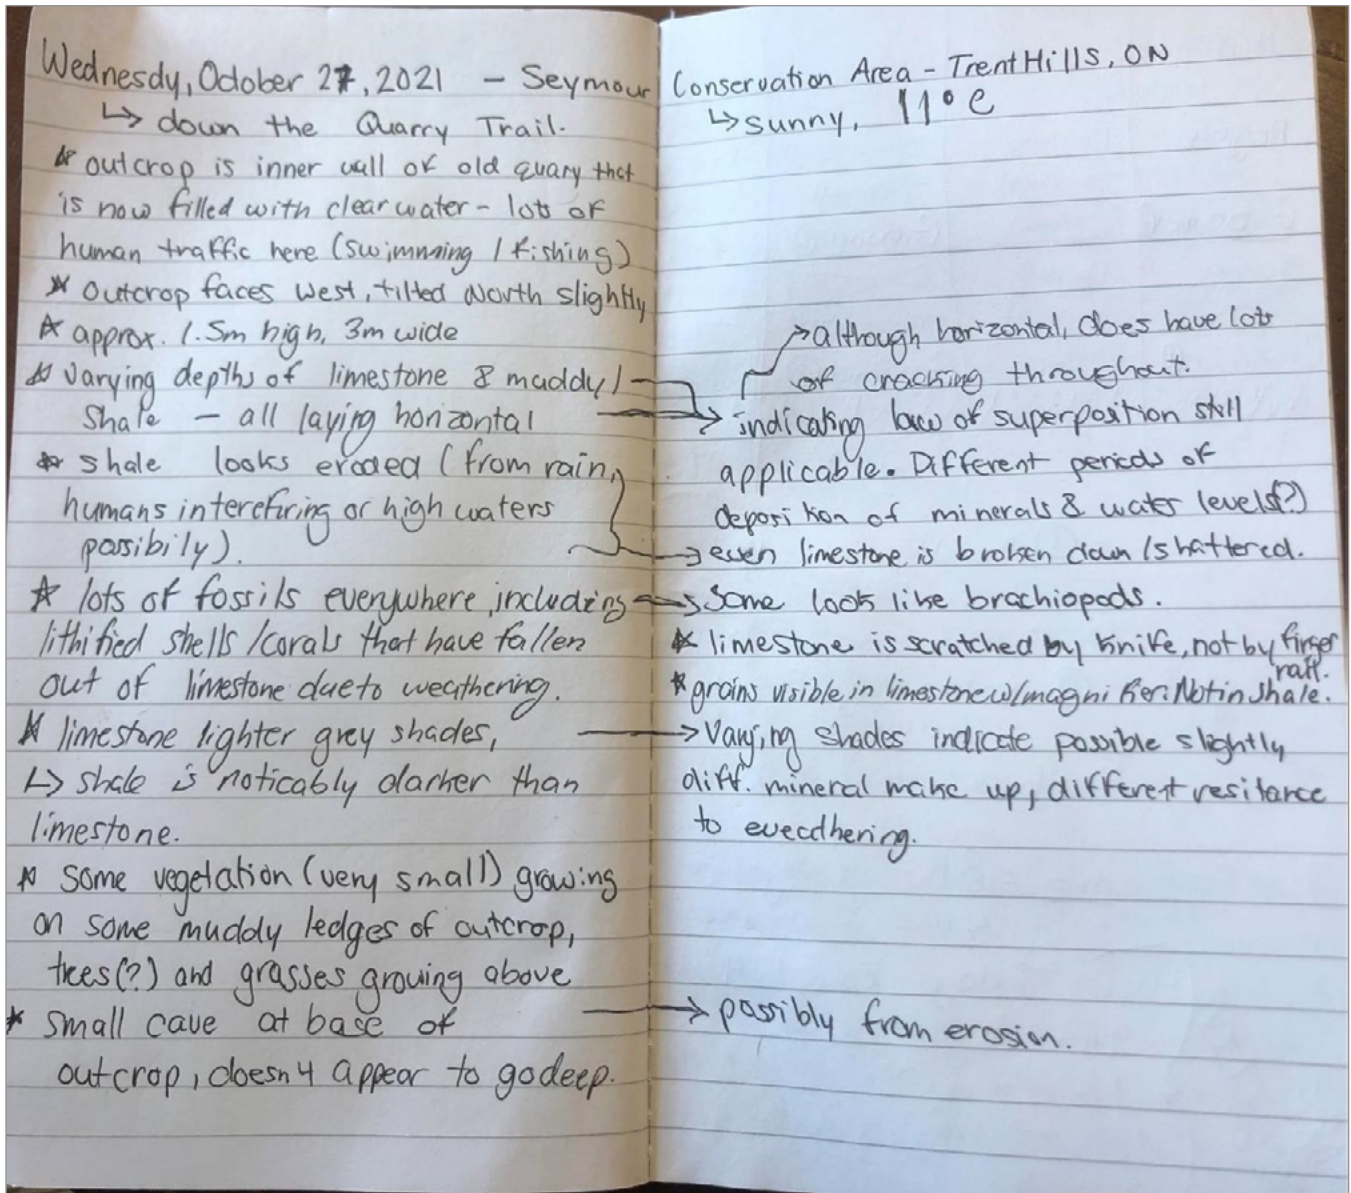 Wednesdy, October 27, 2021 - Seymour Conservation Area - Trent Hills, ON
↳ down the Quarry Trail.
* outcrop is inner wall of old quary that
is now filled with clear water - lots of
human traffic here (swimming / fishing)
* Outcrop faces West, tilted North slightly
* approx. 1.5m high, 3m wide
* Varying depths of limestone & muddy/
Shale - all laying horizontal
* shale looks eroded (from rain,
humans interefiring or high waters
possibily).
* lots of fossils everywhere, including
lithified shells /corals that have fallen
out of limestone due to weathering.
* limestone lighter grey shades,
↳ shale is noticably darker than
limestone.
* Some vegetation (very small) growing
on some muddy ledges of outcrop,
trees(?) and grasses growing above
* small cave at base of
outcrop, doesn't appear to go deep.
↳ sunny, 11°C
→ although horizontal, does have lots
of cracking throughout.
→ indicating law of superposition still
applicable. Different periods of
deposition of minerals & water levels(?)
→ even limestone is broken down /shattered.
→ Some look like brachiopods.
* limestone is scratched by knife, not by finger
nail.
* grains visible in limestone w/magnifier. Not in shale.
→ Varying shades indicate possible slightly
diff. mineral make up, different resitance
to weathering.
→ possibly from erosion.